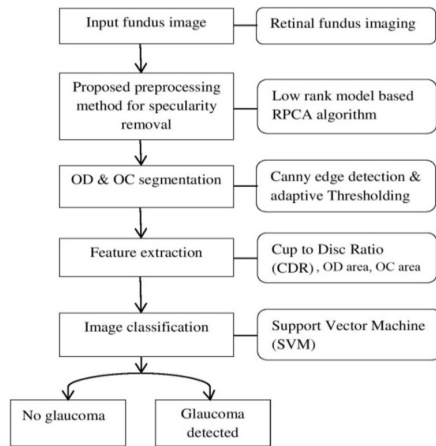 Input fundus image
Retinal fundus imaging
Proposed preprocessing
method for specularity
removal
Low rank model based
RPCA algorithm
OD & OC segmentation
Canny edge detection &
adaptive Thresholding
Feature extraction
Cup to Disc Ratio
(CDR) , OD area, OC area
Image classification
Support Vector Machine
(SVM)
No glaucoma
Glaucoma
detected